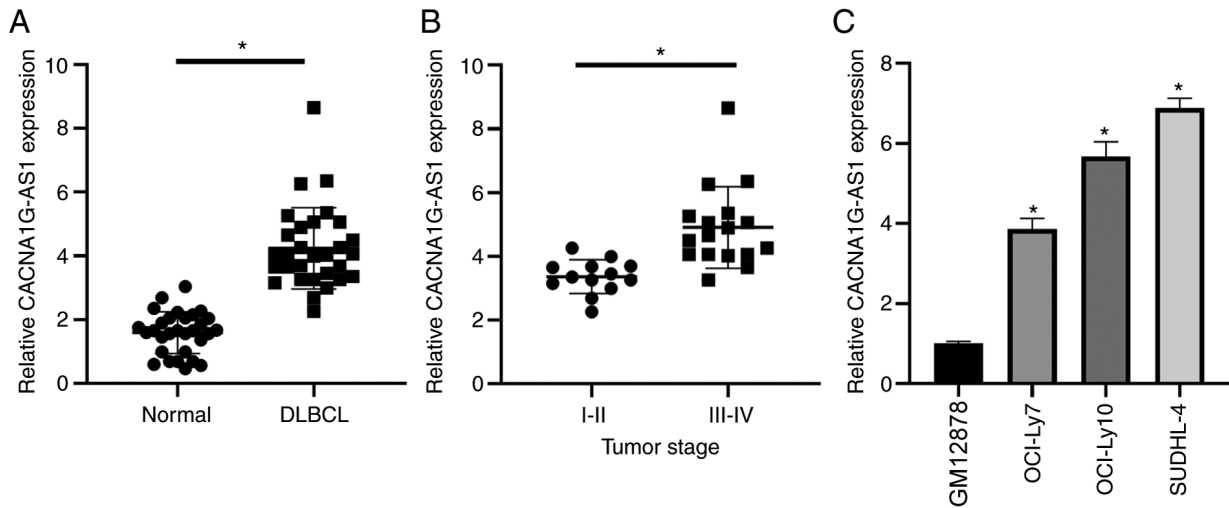 A
Relative CACNA1G-AS1 expression
10
8
6
4
2
0
*
Normal
DLBCL
B
Relative CACNA1G-AS1 expression
10
8
6
4
2
0
*
I-II
III-IV
Tumor stage
C
Relative CACNA1G-AS1 expression
8
6
4
2
0
*
*
*
GM12878
OCI-Ly7
OCI-Ly10
SUDHL-4